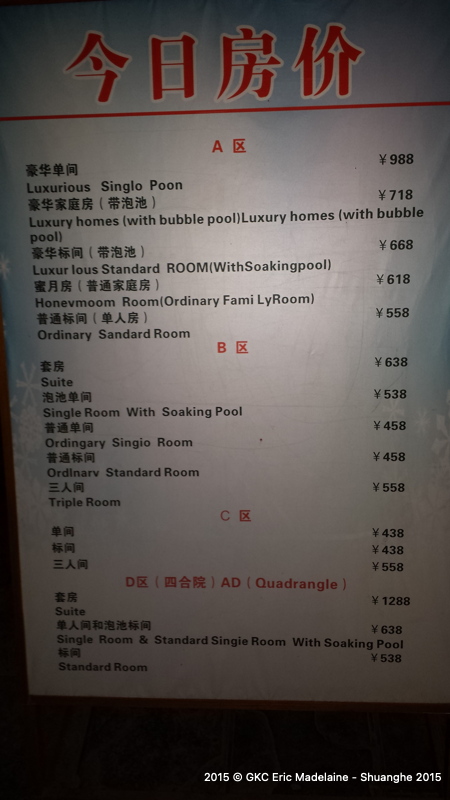 今日房价
A 区
豪华单间 ￥988
Luxurious Singlo Poon
豪华家庭房（带泡池） ￥718
Luxury homes (with bubble pool)Luxury homes (with bubble
pool)
豪华标间（带泡池） ￥668
Luxur lous Standard ROOM(WithSoakingpool)
蜜月房（普通家庭房） ￥618
Honevmoom Room(Ordinary Fami LyRoom)
普通标间（单人房） ￥558
Ordinary Sandard Room
B 区
套房 ￥638
Suite
泡池单间 ￥538
Single Room With Soaking Pool
普通单间 ￥458
Ordingary Singio Room
普通标间 ￥458
Ordlnarv Standard Room
三人间 ￥558
Triple Room
C 区
单间 ￥438
标间 ￥438
三人间 ￥558
D区（四合院）AD（Quadrangle）
套房 ￥1288
Suite
单人间和泡池标间 ￥638
Single Room & Standard Singie Room With Soaking Pool
标间 ￥538
Standard Room
2015 © GKC Eric Madelaine - Shuanghe 2015